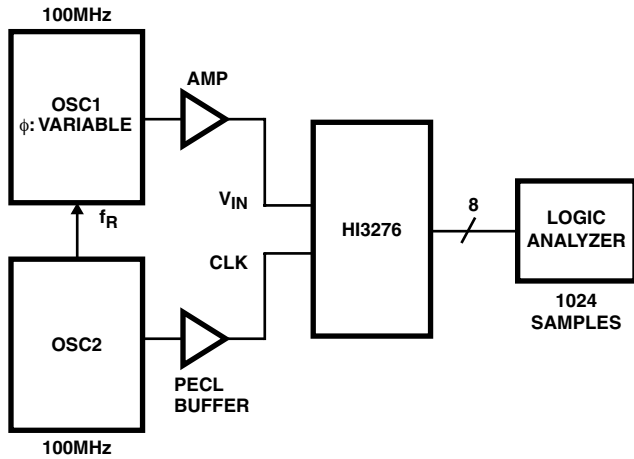 100MHz
OSC1
ϕ: VARIABLE
AMP
fR
VIN
CLK
HI3276
8
LOGIC
ANALYZER
1024
SAMPLES
OSC2
PECL
BUFFER
100MHz